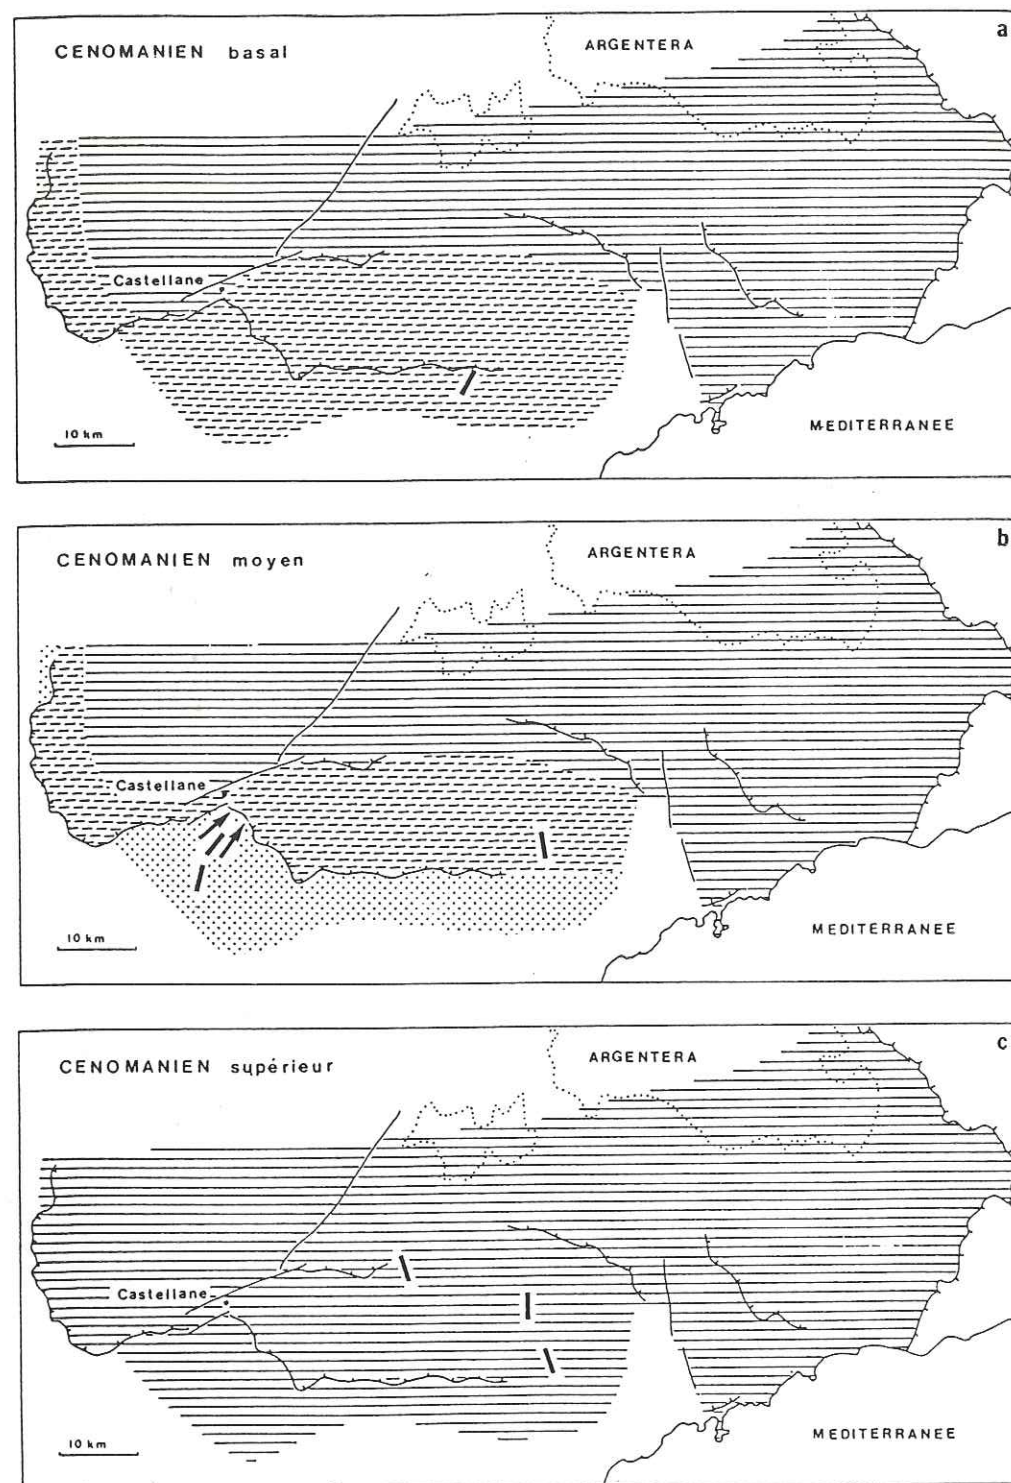 a
CENOMANIEN basal
ARGENTERA
Castellane
10 km
MEDITERRANEE
b
CENOMANIEN moyen
ARGENTERA
Castellane
10 km
MEDITERRANEE
c
CENOMANIEN supérieur
ARGENTERA
Castellane
10 km
MEDITERRANEE